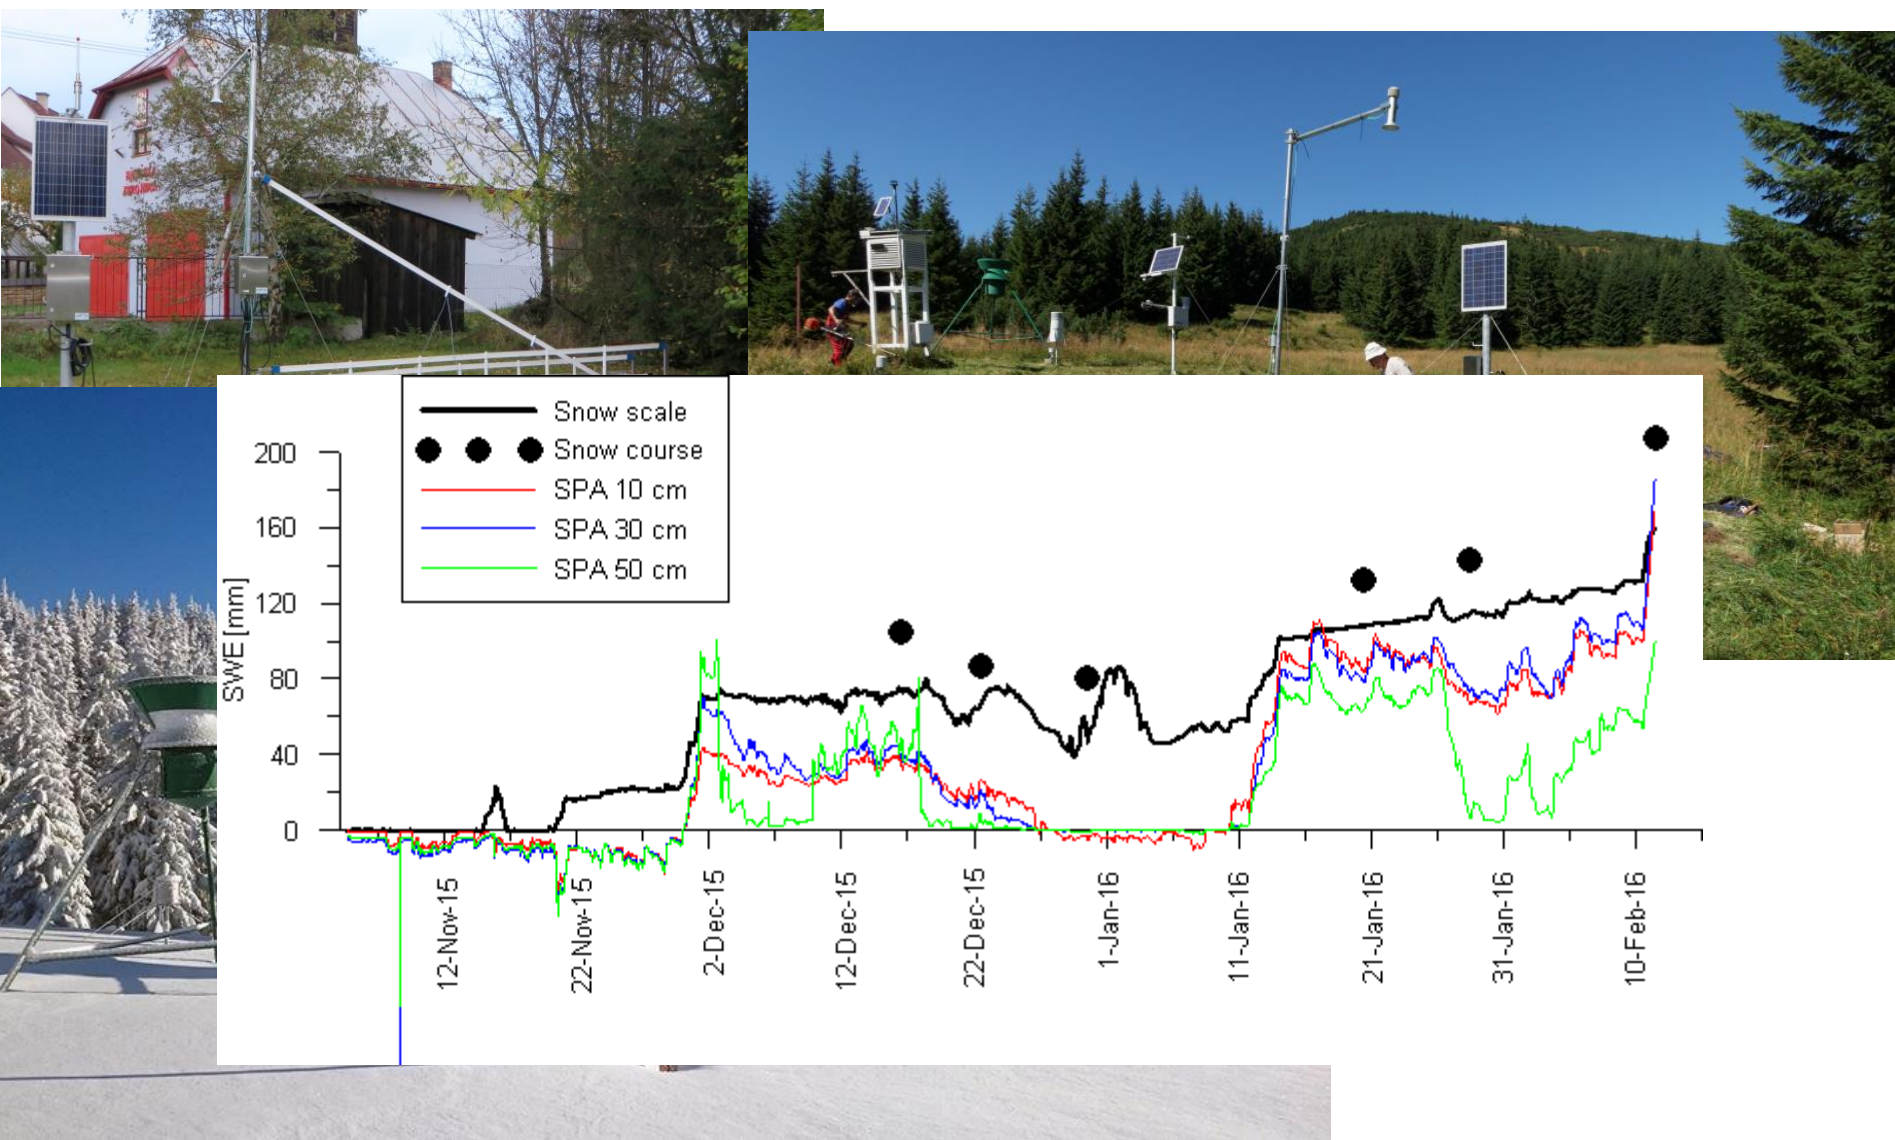 Snow scale
Snow course
SPA 10 cm
SPA 30 cm
SPA 50 cm
SWE [mm]
200
160
120
80
40
0
12-Nov-15
22-Nov-15
2-Dec-15
12-Dec-15
22-Dec-15
1-Jan-16
11-Jan-16
21-Jan-16
31-Jan-16
10-Feb-16